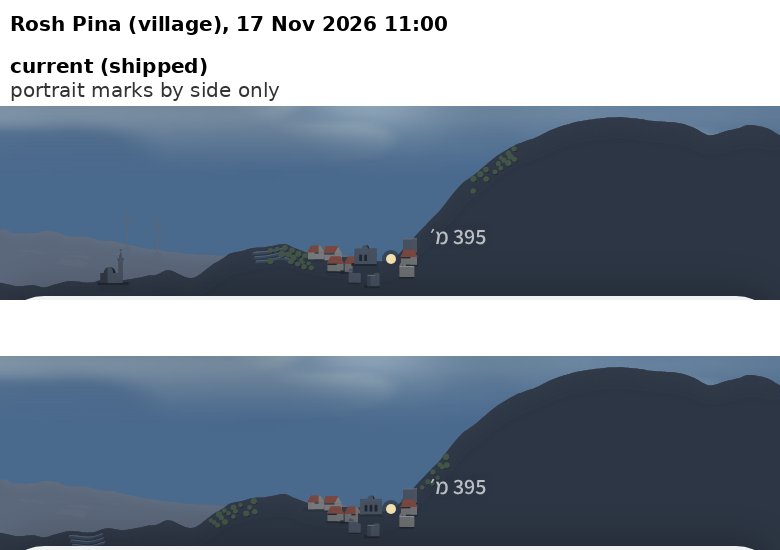 Rosh Pina (village), 17 Nov 2026 11:00
current (shipped)
portrait marks by side only
395 מ׳
395 מ׳